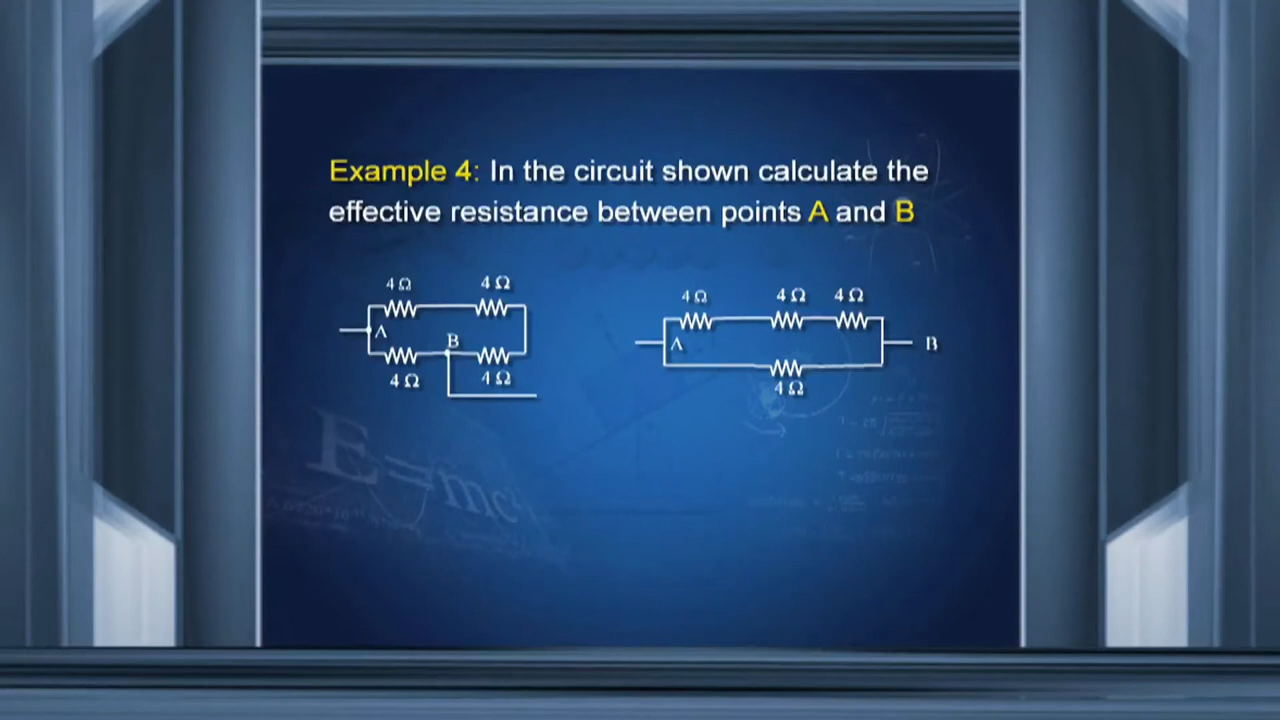 Example 4: In the circuit shown calculate the
effective resistance between points A and B
4 Ω 4 Ω
A B
4 Ω 4 Ω
4 Ω 4 Ω 4 Ω
A B
4 Ω
E=mc²